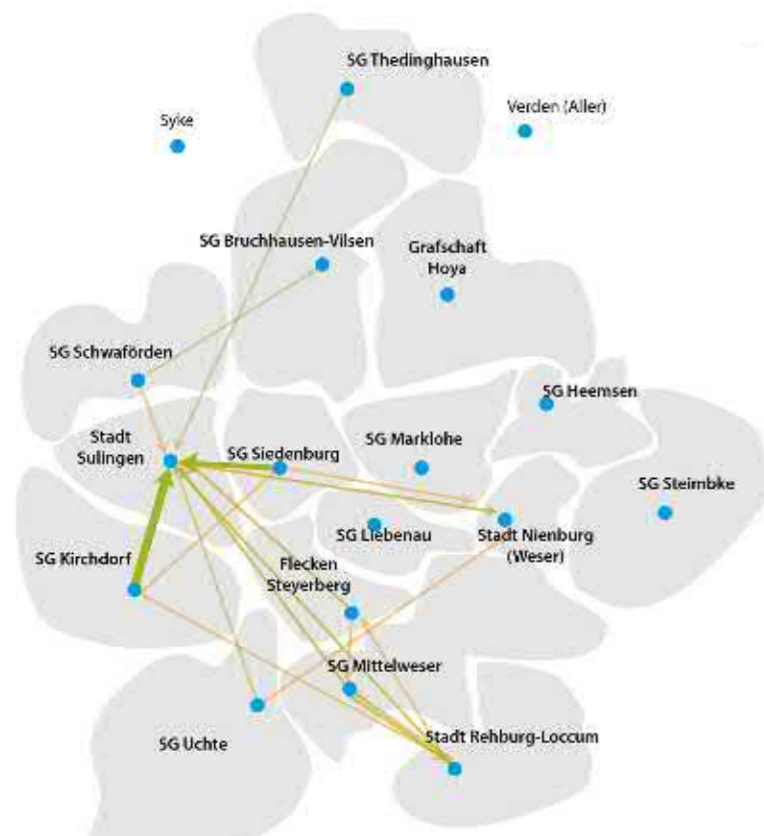 SG Thedinghausen
Syke
Verden (Aller)
SG Bruchhausen-Vilsen
Grafschaft
Hoya
SG Schwaförden
SG Heemsen
Stadt
Sulingen
SG Siedenburg
SG Marklohe
SG Steimbke
SG Liebenau
Stadt Nienburg
(Weser)
SG Kirchdorf
Flecken
Steyerberg
SG Mittelweser
SG Uchte
Stadt Rehburg-Loccum